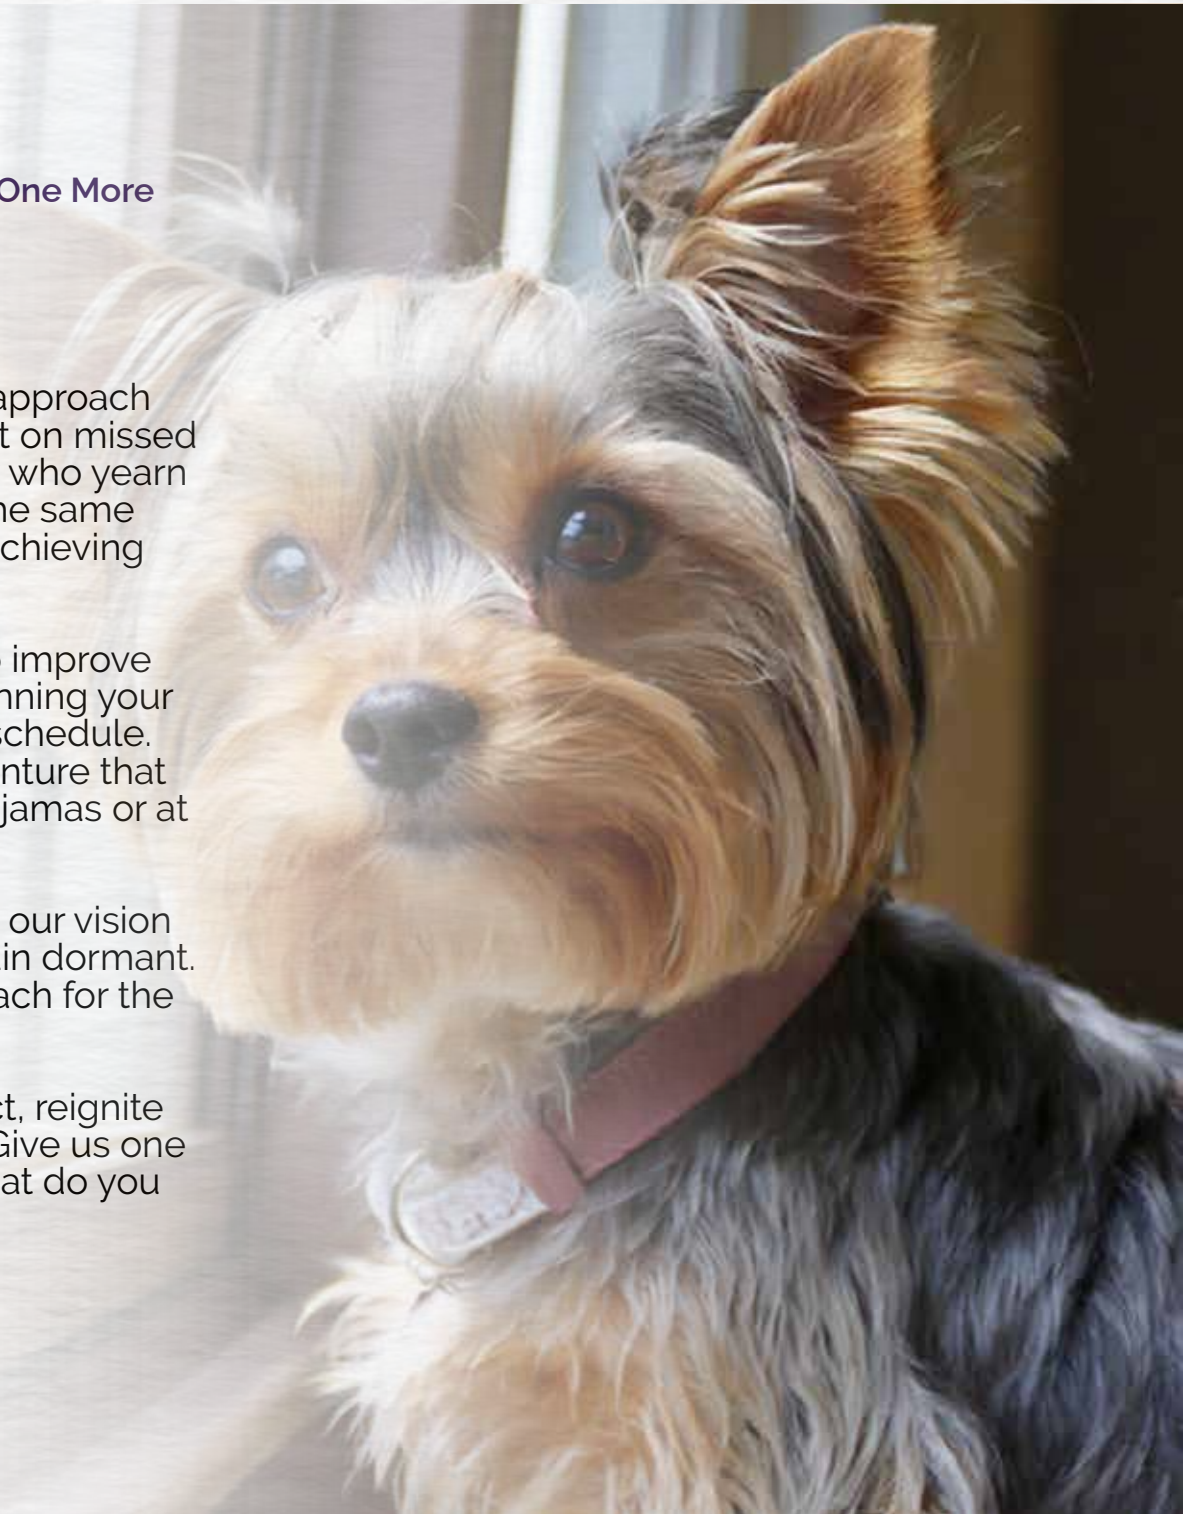 One More
approach
t on missed
who yearn
he same
chieving
improve
nning your
schedule.
nture that
jamas or at
our vision
in dormant.
ach for the
ct, reignite
Give us one
at do you